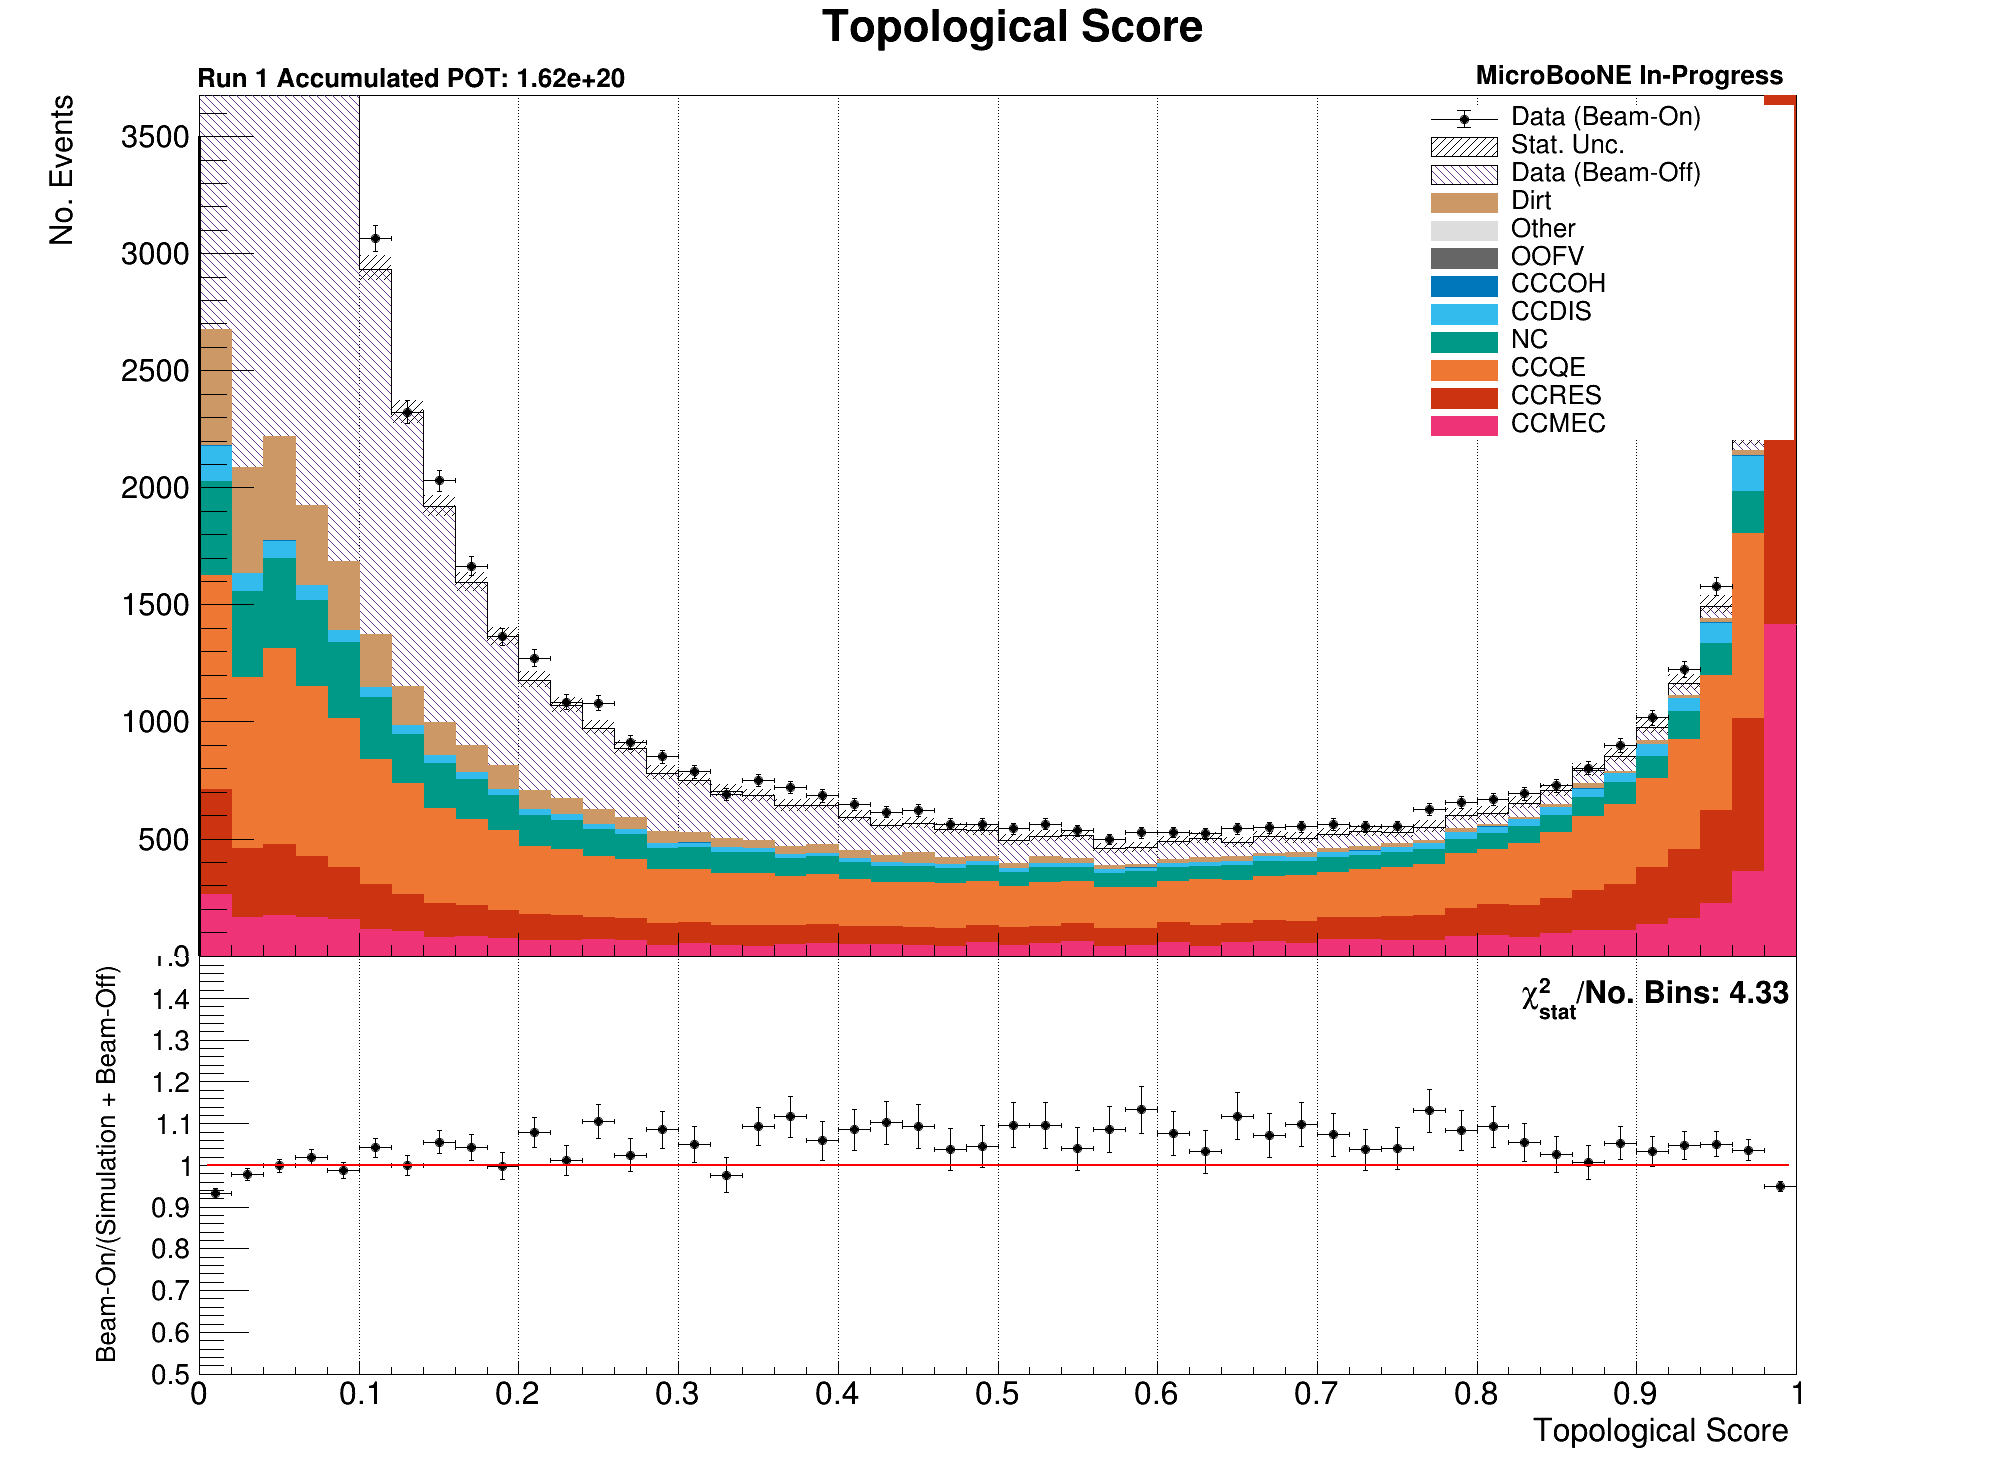 Topological Score
Run 1 Accumulated POT: 1.62e+20
MicroBooNE In-Progress
No. Events
3500
3000
2500
2000
1500
1000
500
0
Data (Beam-On)
Stat. Unc.
Data (Beam-Off)
Dirt
Other
OOFV
CCCOH
CCDIS
NC
CCQE
CCRES
CCMEC
Beam-On/(Simulation + Beam-Off)
χ²stat/No. Bins: 4.33
1.4
1.3
1.2
1.1
1
0.9
0.8
0.7
0.6
0.5
0 0.1 0.2 0.3 0.4 0.5 0.6 0.7 0.8 0.9 1
Topological Score